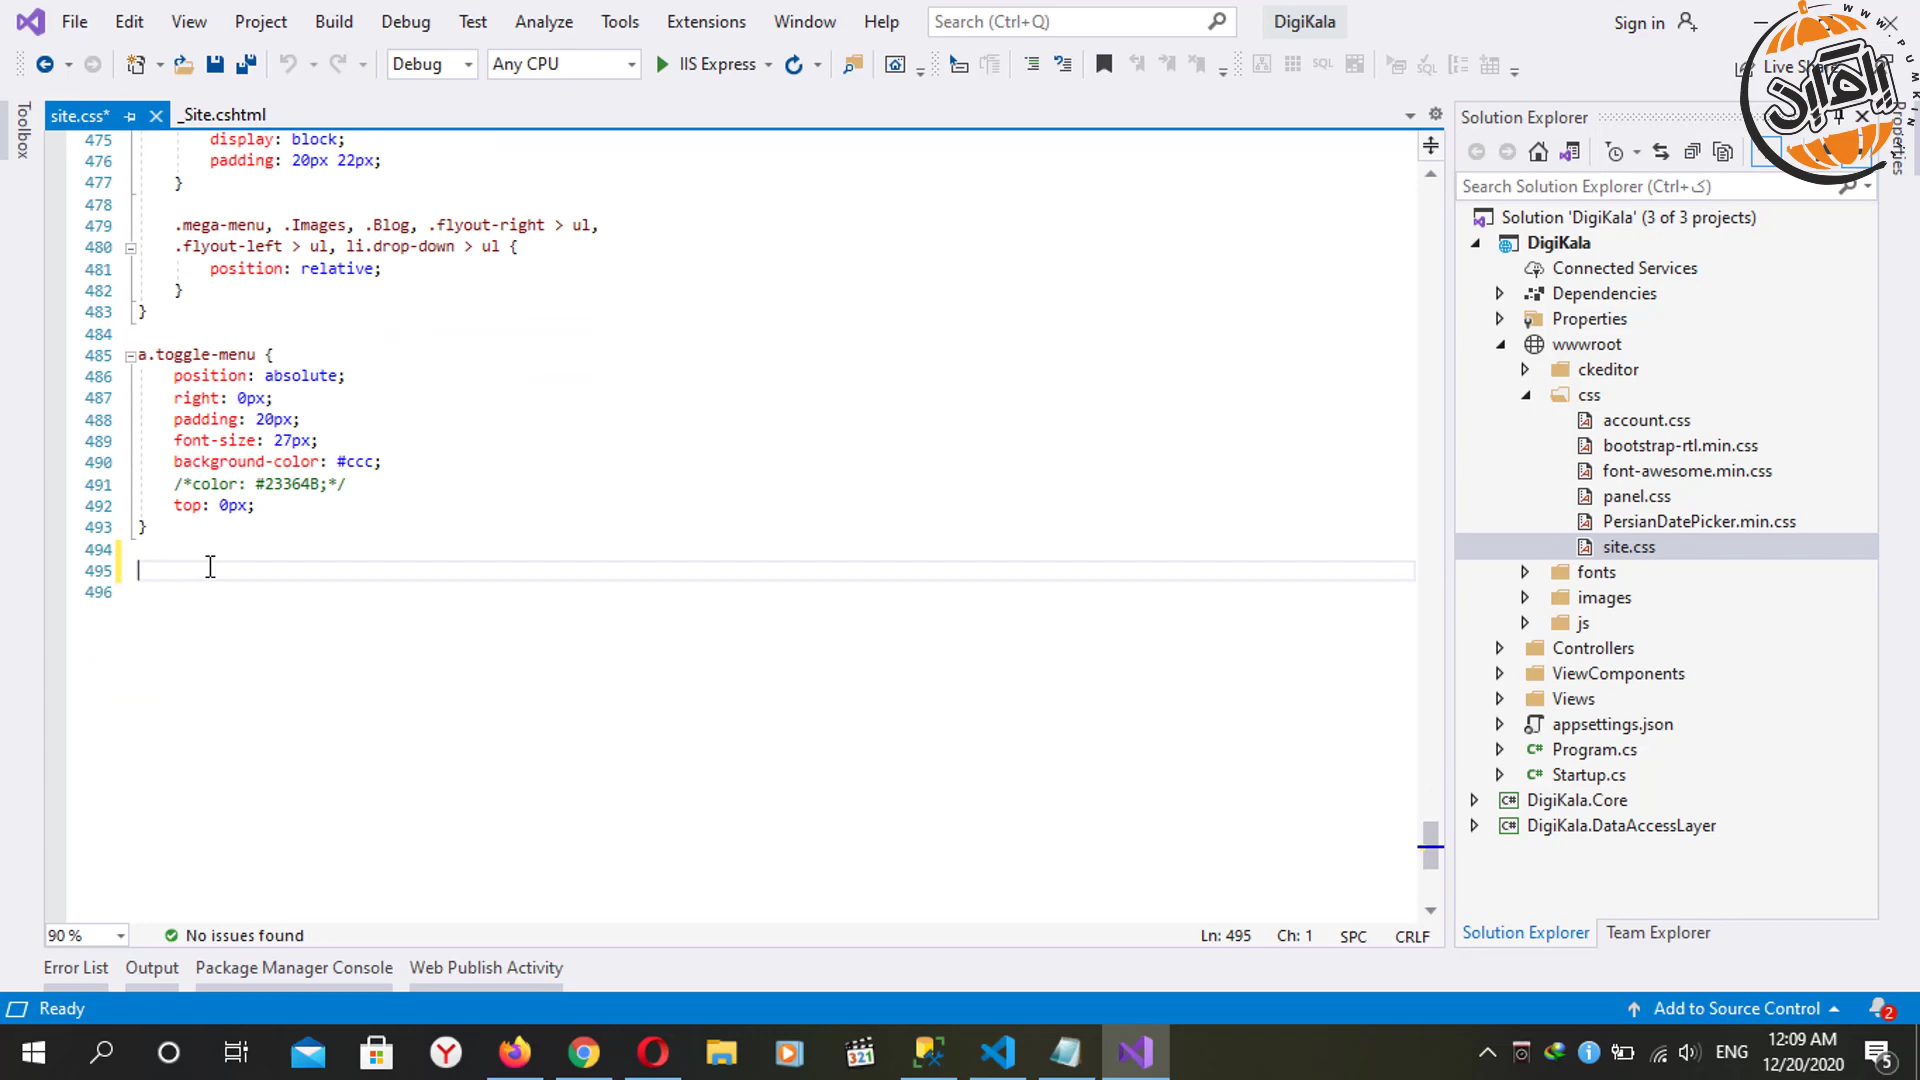 File Edit View Project Build Debug Test Analyze Tools Extensions Window Help Search (Ctrl+Q) DigiKala Sign in
Debug Any CPU IIS Express Live Share
Toolbox
site.css* _Site.cshtml
475 display: block;
476 padding: 20px 22px;
477 }
478
479 .mega-menu, .Images, .Blog, .flyout-right > ul,
480 .flyout-left > ul, li.drop-down > ul {
481 position: relative;
482 }
483 }
484
485 a.toggle-menu {
486 position: absolute;
487 right: 0px;
488 padding: 20px;
489 font-size: 27px;
490 background-color: #ccc;
491 /*color: #23364B;*/
492 top: 0px;
493 }
494
495
496
90 % No issues found Ln: 495 Ch: 1 SPC CRLF
Solution Explorer
Search Solution Explorer (Ctrl+ک)
Solution 'DigiKala' (3 of 3 projects)
DigiKala
Connected Services
Dependencies
Properties
wwwroot
ckeditor
css
account.css
bootstrap-rtl.min.css
font-awesome.min.css
panel.css
PersianDatePicker.min.css
site.css
fonts
images
js
Controllers
ViewComponents
Views
appsettings.json
Program.cs
Startup.cs
DigiKala.Core
DigiKala.DataAccessLayer
Solution Explorer Team Explorer
Properties
Error List Output Package Manager Console Web Publish Activity
Ready Add to Source Control 2
321
ENG
12:09 AM
12/20/2020
5